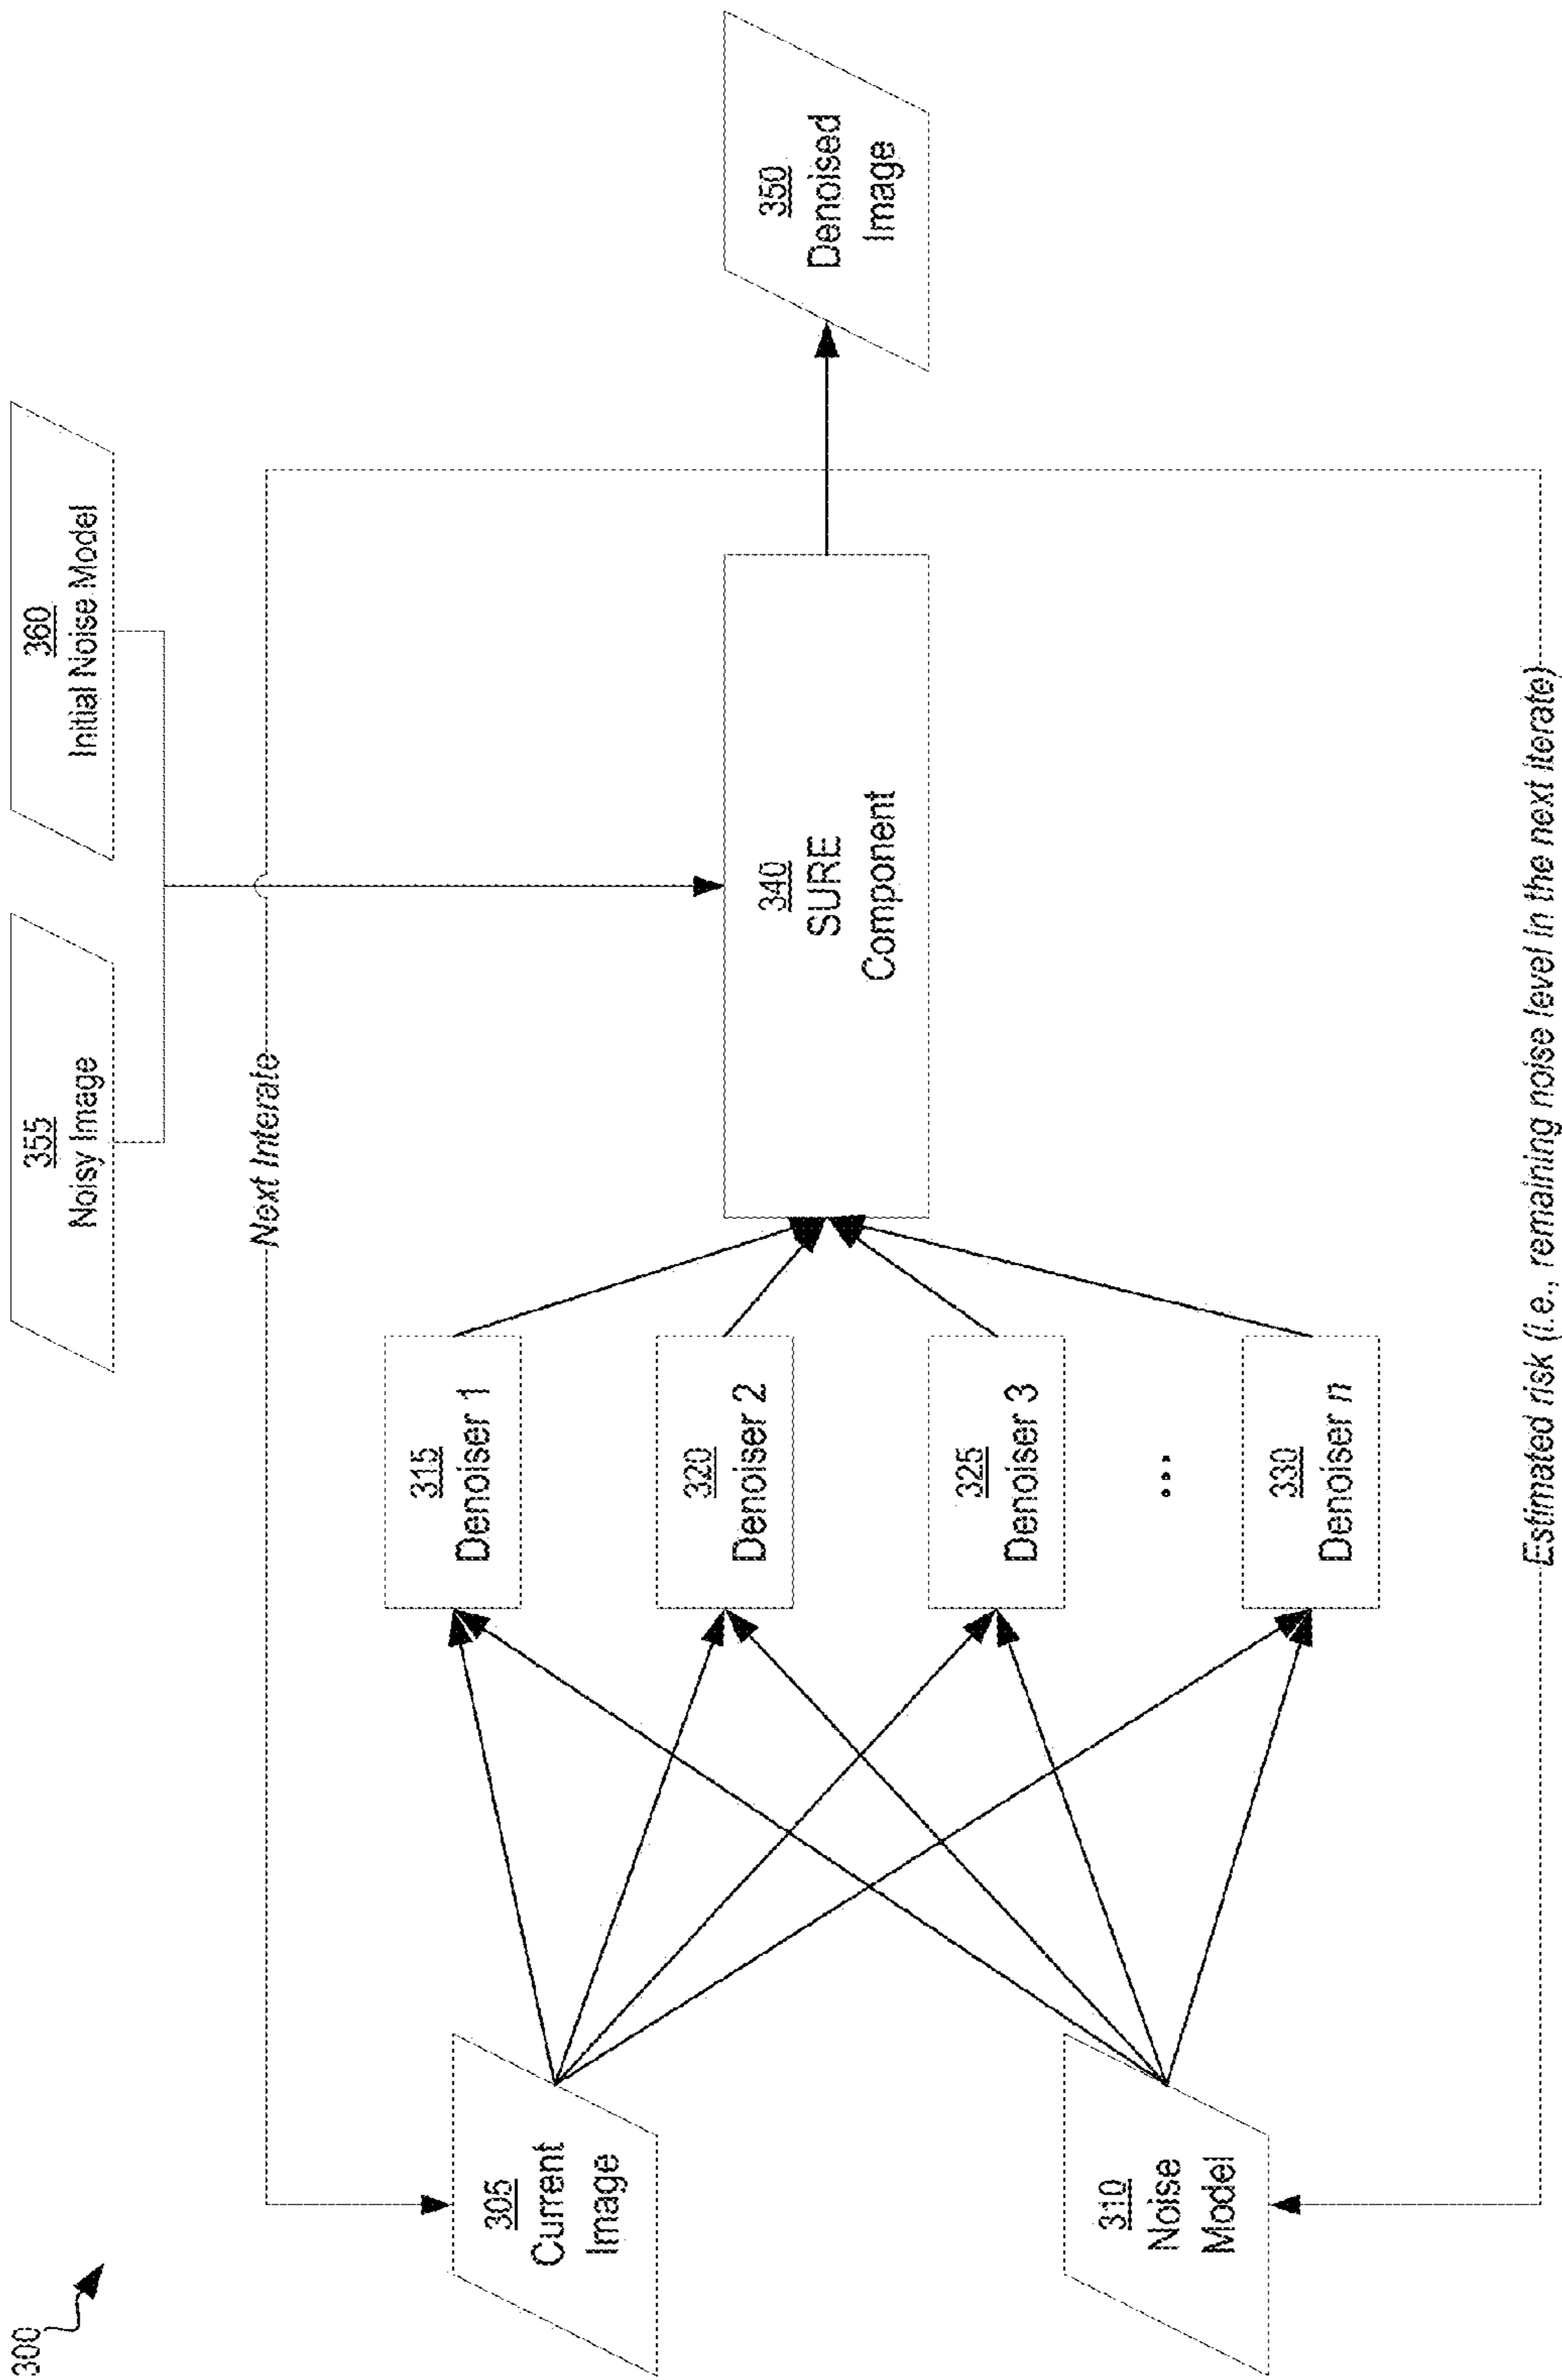 300
355
Noisy Image
360
Initial Noise Model
Next Interate
305
Current
Image
310
Noise
Model
315
Denoiser 1
320
Denoiser 2
325
Denoiser 3
...
330
Denoiser n
340
SURE
Component
350
Denoised
Image
Estimated risk (i.e., remaining noise level in the next iterate)